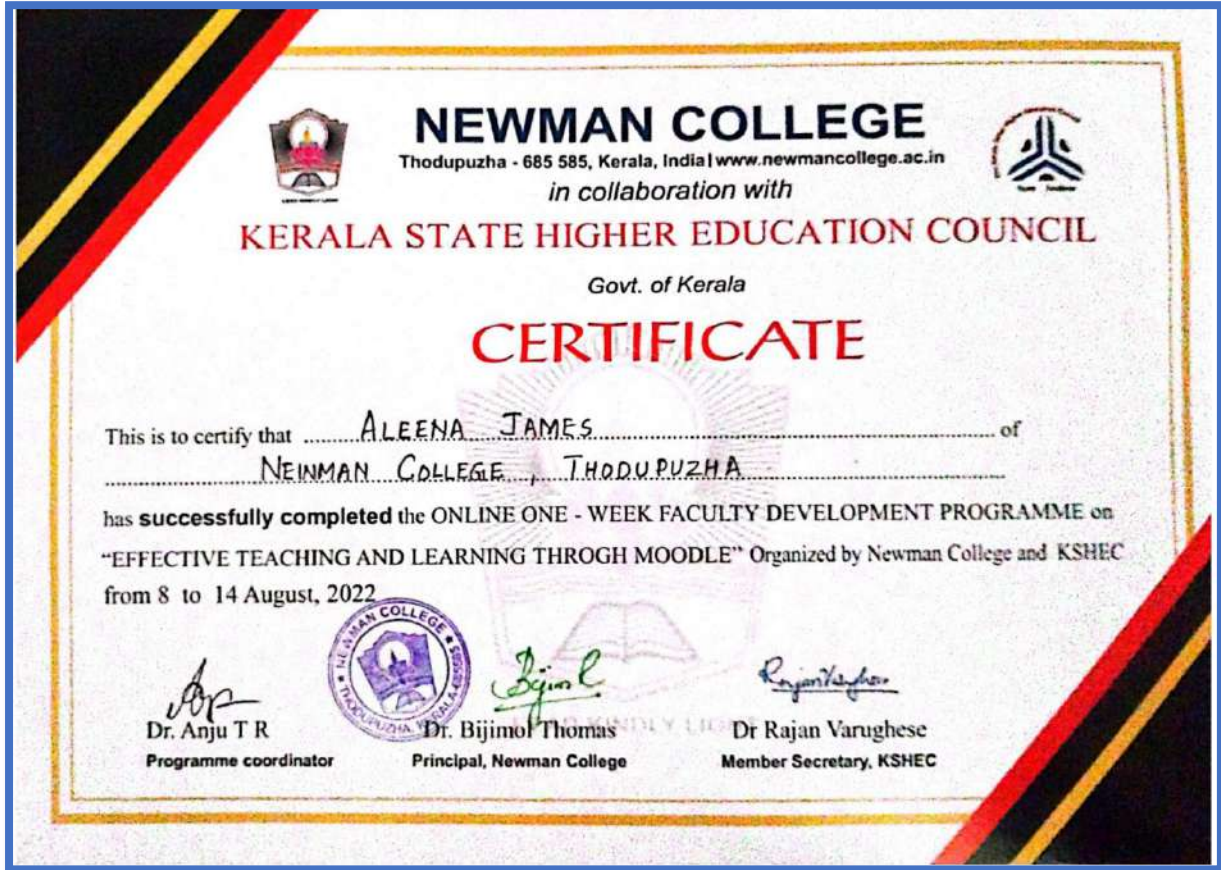 NEWMAN COLLEGE
Thodupuzha - 685 585, Kerala, India | www.newmancollege.ac.in
in collaboration with
KERALA STATE HIGHER EDUCATION COUNCIL
Govt. of Kerala
CERTIFICATE
This is to certify that ALEENA JAMES of
NEWMAN COLLEGE, THODUPUZHA
has successfully completed the ONLINE ONE - WEEK FACULTY DEVELOPMENT PROGRAMME on
“EFFECTIVE TEACHING AND LEARNING THROGH MOODLE” Organized by Newman College and KSHEC
from 8 to 14 August, 2022
NEWMAN COLLEGE
LEAD KINDLY LIGHT
Dr. Anju T R
Programme coordinator
Dr. Bijimol Thomas
Principal, Newman College
Dr Rajan Varughese
Member Secretary, KSHEC